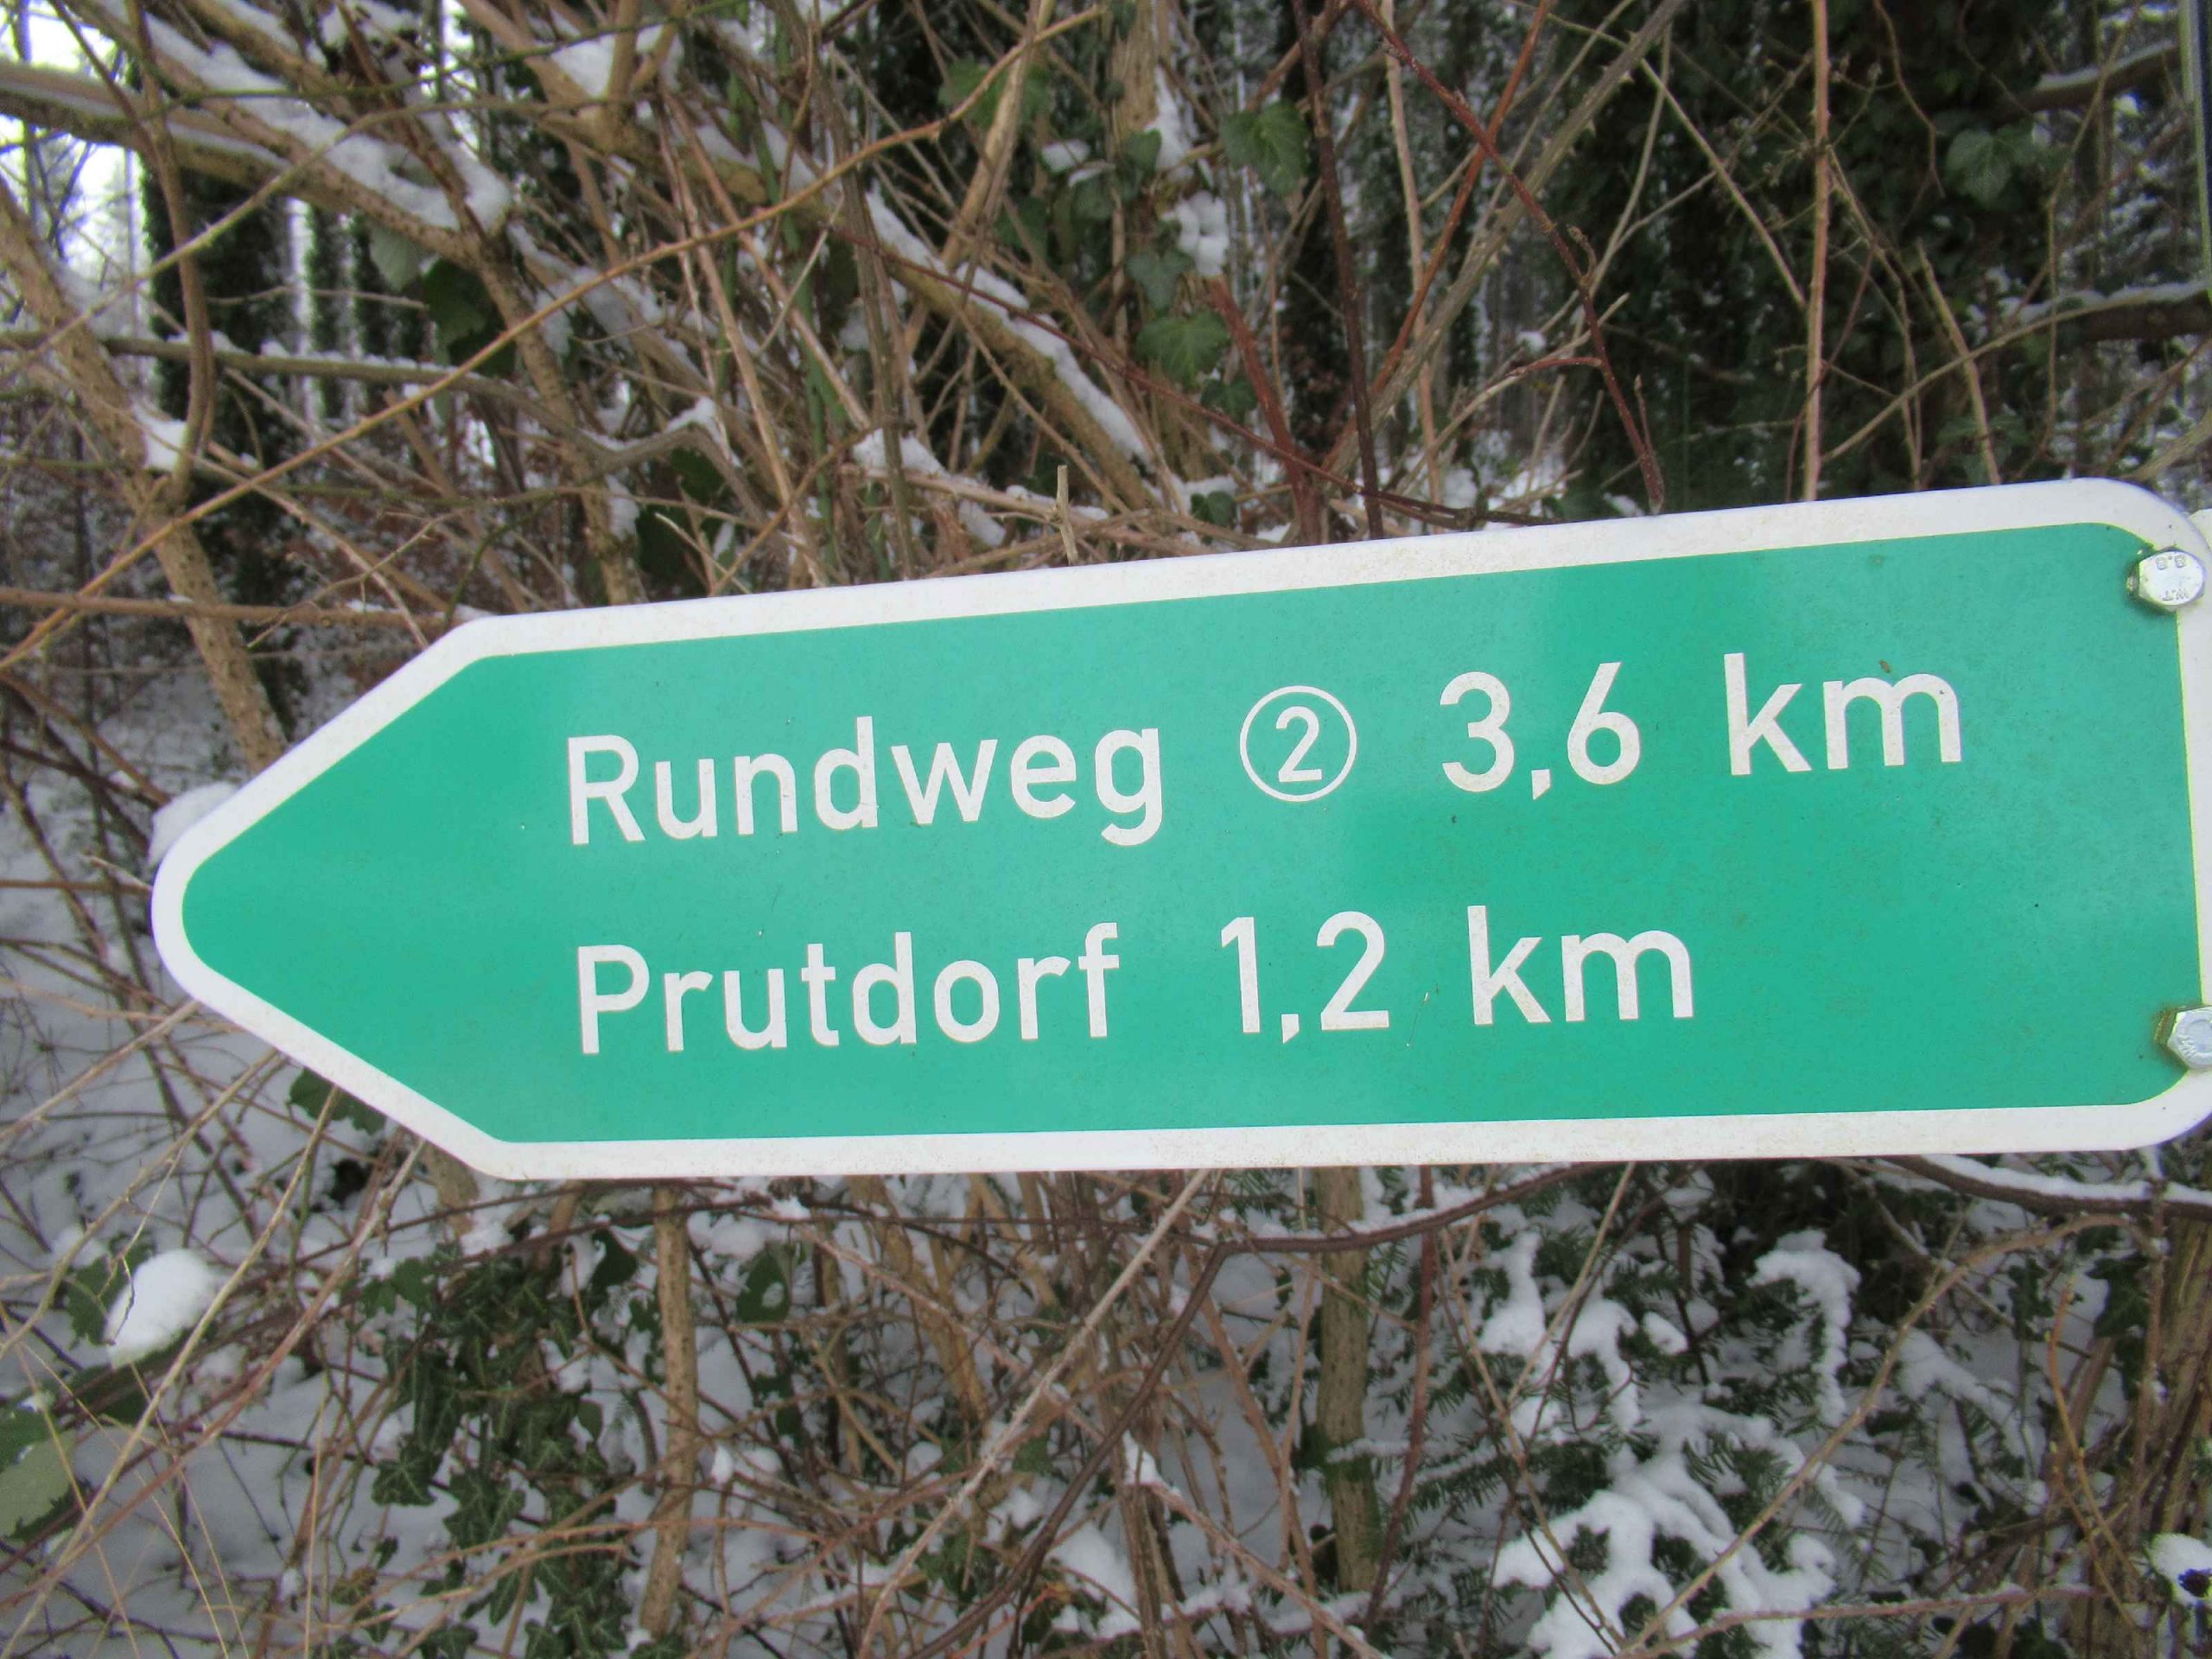 Rundweg ② 3,6 km
Prutdorf 1,2 km